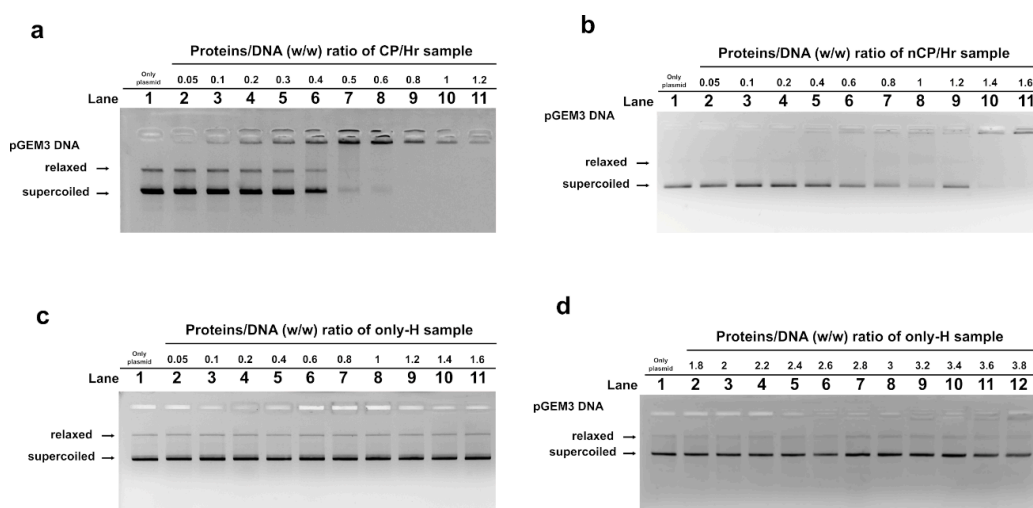 a
Proteins/DNA (w/w) ratio of CP/Hr sample
Only plasmid 0.05 0.1 0.2 0.3 0.4 0.5 0.6 0.8 1 1.2
Lane 1 2 3 4 5 6 7 8 9 10 11
pGEM3 DNA
relaxed
supercoiled
b
Proteins/DNA (w/w) ratio of nCP/Hr sample
Only plasmid 0.05 0.1 0.2 0.4 0.6 0.8 1 1.2 1.4 1.6
Lane 1 2 3 4 5 6 7 8 9 10 11
pGEM3 DNA
relaxed
supercoiled
c
Proteins/DNA (w/w) ratio of only-H sample
Only plasmid 0.05 0.1 0.2 0.4 0.6 0.8 1 1.2 1.4 1.6
Lane 1 2 3 4 5 6 7 8 9 10 11
relaxed
supercoiled
d
Proteins/DNA (w/w) ratio of only-H sample
Only plasmid 1.8 2 2.2 2.4 2.6 2.8 3 3.2 3.4 3.6 3.8
Lane 1 2 3 4 5 6 7 8 9 10 11 12
pGEM3 DNA
relaxed
supercoiled